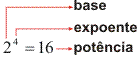 base
expoente
2⁴ = 16 potência